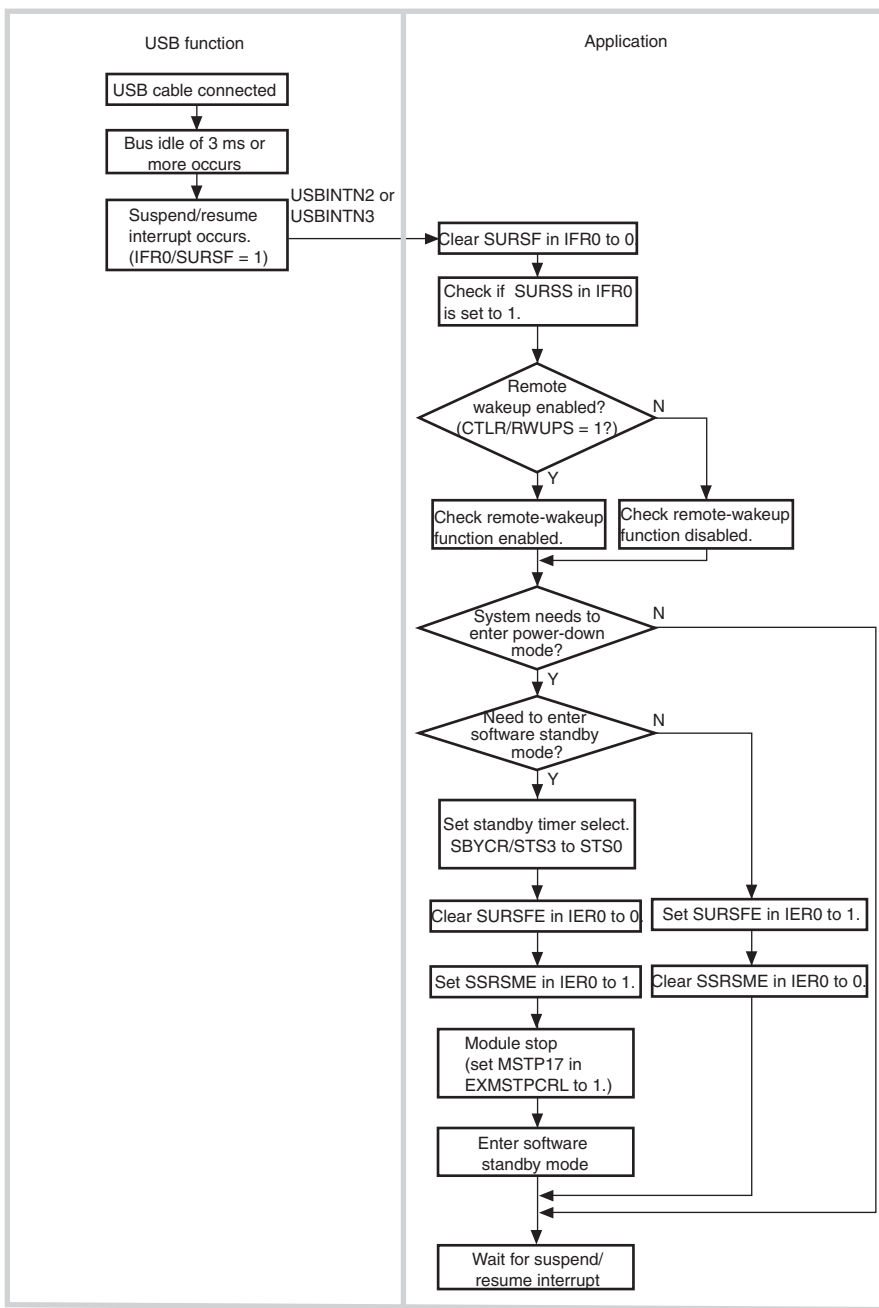 USB function
Application
USB cable connected
Bus idle of 3 ms or
more occurs
Suspend/resume
interrupt occurs.
(IFR0/SURSF = 1)
USBINTN2 or
USBINTN3
Clear SURSF in IFR0 to 0.
Check if  SURSS in IFR0
is set to 1.
Remote
wakeup enabled?
(CTLR/RWUPS = 1?)
N
Y
Check remote-wakeup
function enabled.
Check remote-wakeup
function disabled.
System needs to
enter power-down
mode?
N
Y
Need to enter
software standby
mode?
N
Y
Set standby timer select.
SBYCR/STS3 to STS0
Clear SURSFE in IER0 to 0.
Set SURSFE in IER0 to 1.
Set SSRSME in IER0 to 1.
Clear SSRSME in IER0 to 0.
Module stop
(set MSTP17 in
EXMSTPCRL to 1.)
Enter software
standby mode
Wait for suspend/
resume interrupt